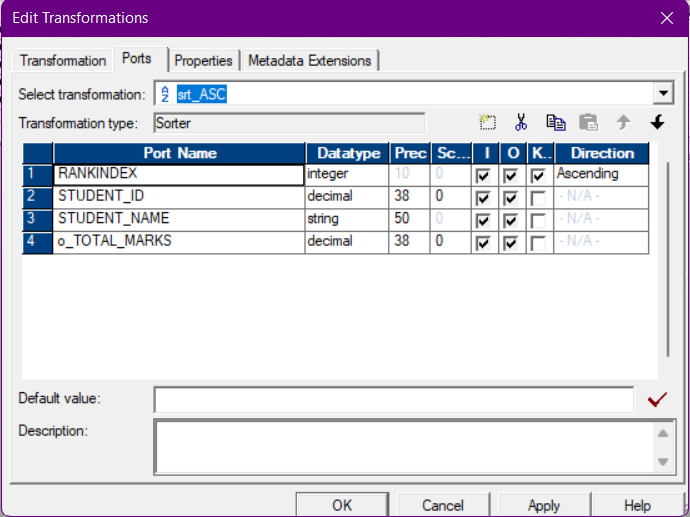 Edit Transformations
Transformation Ports Properties Metadata Extensions
Select transformation: A Z srt_ASC
Transformation type: Sorter
Port Name Datatype Prec Sc... I O K.. Direction
1 RANKINDEX integer 10 0 Ascending
2 STUDENT_ID decimal 38 0 - N/A -
3 STUDENT_NAME string 50 0 - N/A -
4 o_TOTAL_MARKS decimal 38 0 - N/A -
Default value:
Description:
OK Cancel Apply Help